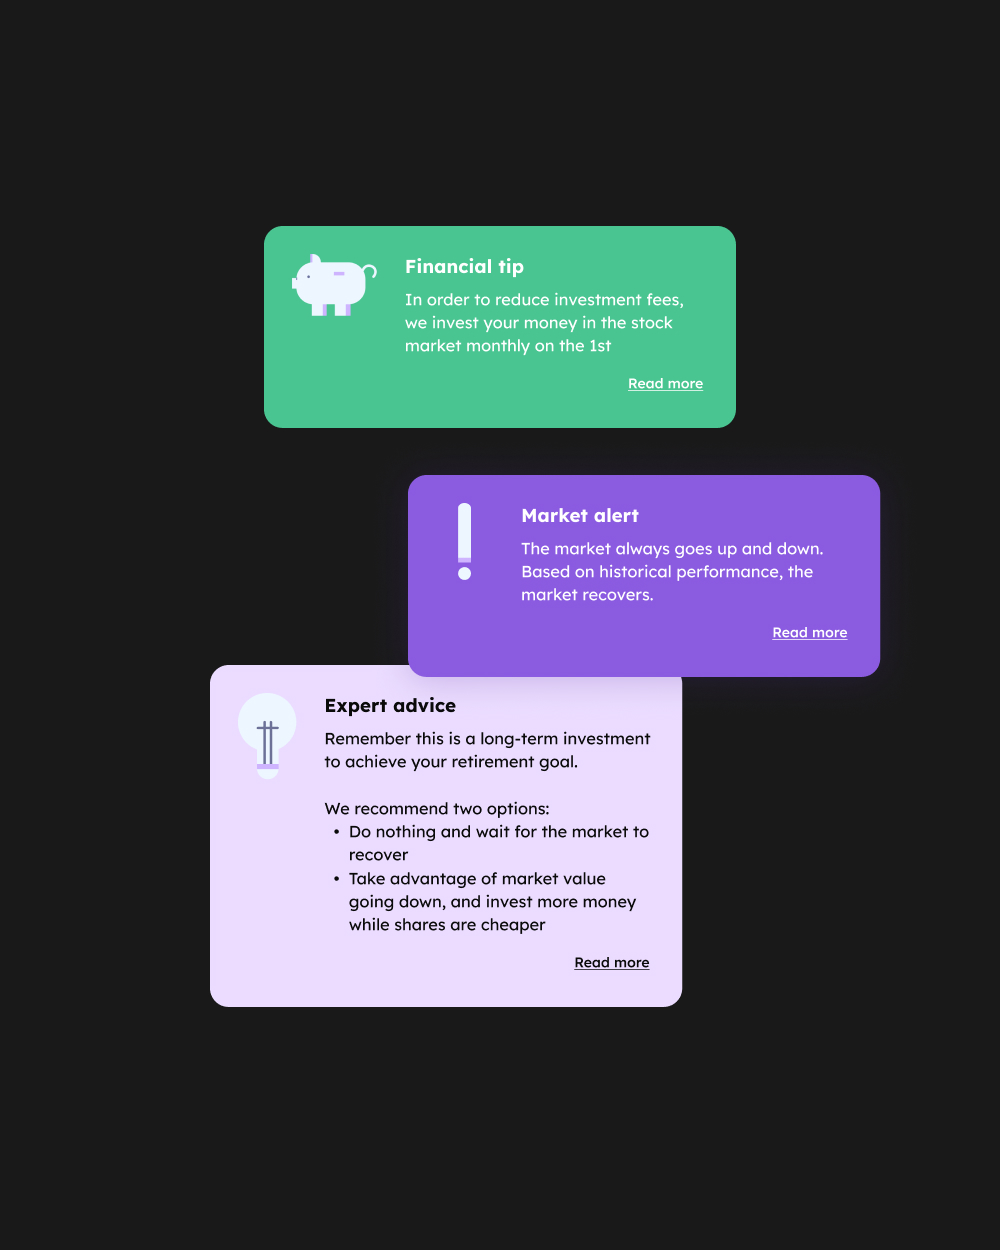 Financial tip
In order to reduce investment fees,
we invest your money in the stock
market monthly on the 1st
Read more
Market alert
The market always goes up and down.
Based on historical performance, the
market recovers.
Read more
Expert advice
Remember this is a long-term investment
to achieve your retirement goal.
We recommend two options:
• Do nothing and wait for the market to
recover
• Take advantage of market value
going down, and invest more money
while shares are cheaper
Read more